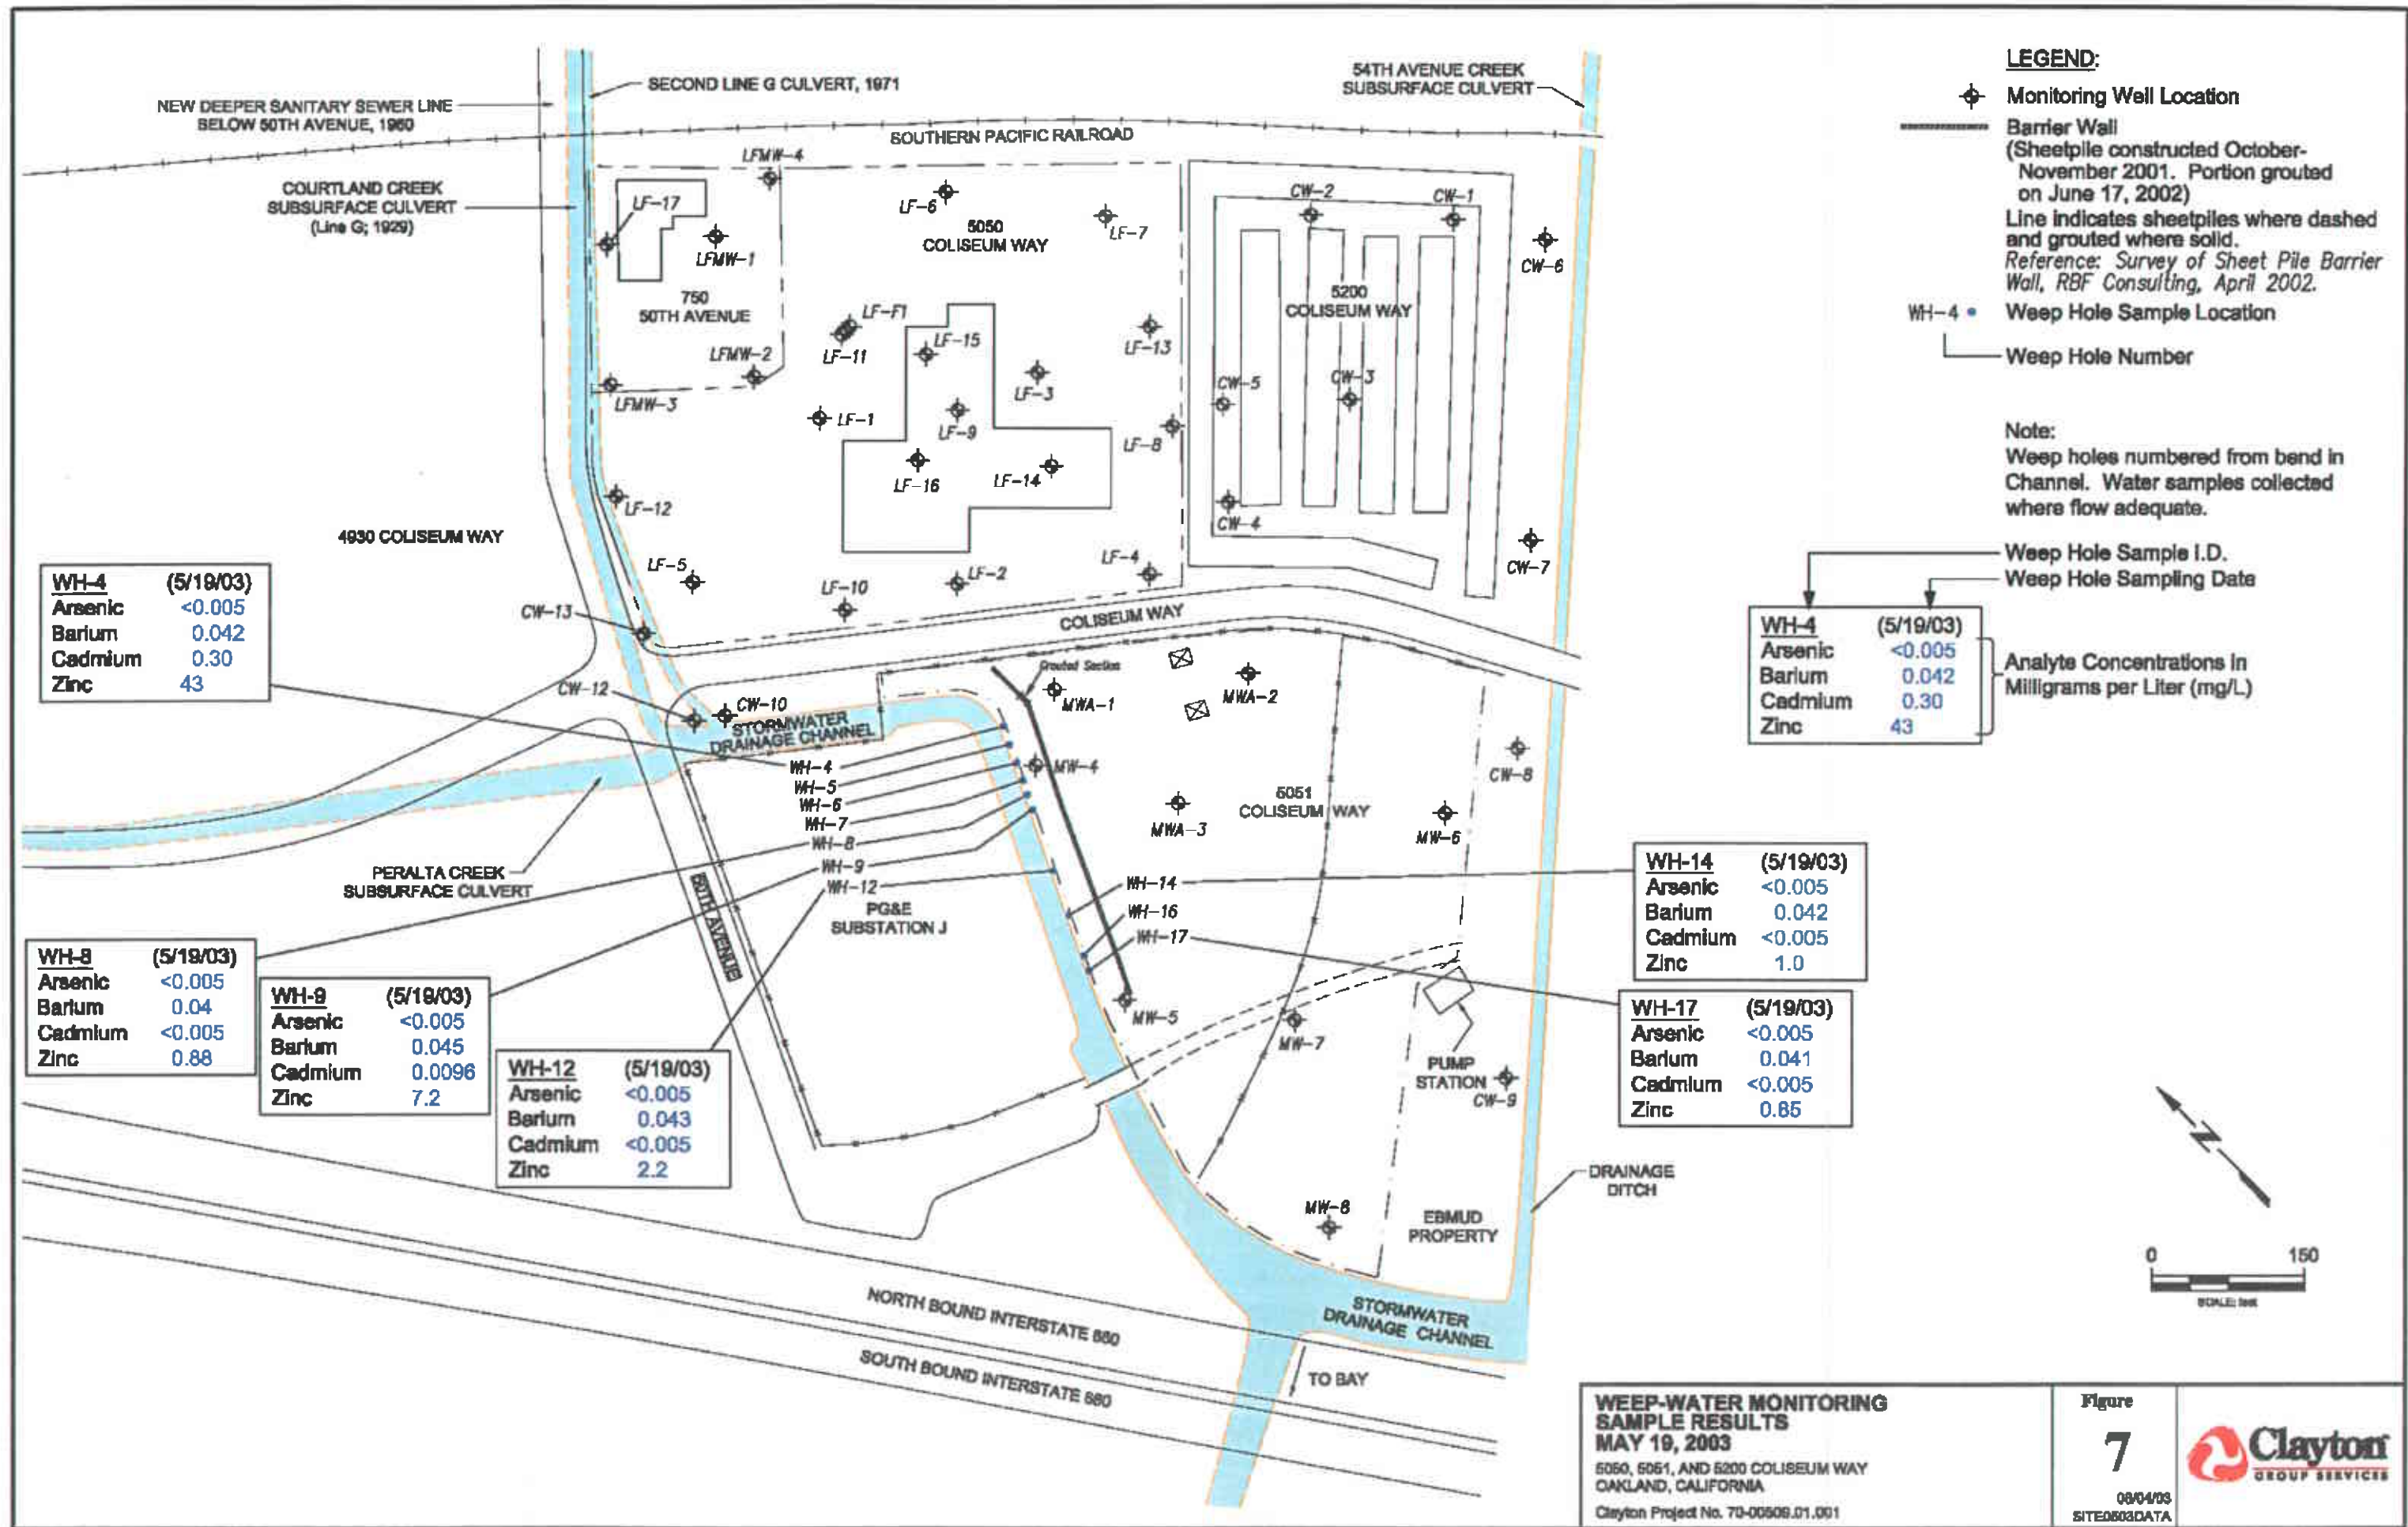 NEW DEEPER SANITARY SEWER LINE
BELOW 50TH AVENUE, 1960
SECOND LINE G CULVERT, 1971
54TH AVENUE CREEK
SUBSURFACE CULVERT
SOUTHERN PACIFIC RAILROAD
COURTLAND CREEK
SUBSURFACE CULVERT
(Line G; 1929)
LFMW-4
LF-17
LFMW-1
750
50TH AVENUE
LFMW-2
LFMW-3
LF-6
5050
COLISEUM WAY
LF-7
LF-F1
LF-11
LF-15
LF-3
LF-13
LF-1
LF-9
LF-8
LF-16
LF-14
LF-12
LF-5
LF-10
LF-2
LF-4
CW-2
CW-1
CW-6
5200
COLISEUM WAY
CW-5
CW-3
CW-4
CW-7
4930 COLISEUM WAY
CW-13
COLISEUM WAY
CW-12
CW-10
STORMWATER
DRAINAGE CHANNEL
Grouted Section
MWA-1
MWA-2
MW-4
MWA-3
5051
COLISEUM WAY
MW-6
CW-8
WH-4
WH-5
WH-6
WH-7
WH-8
WH-9
WH-12
WH-14
WH-16
WH-17
PERALTA CREEK
SUBSURFACE CULVERT
50TH AVENUE
PG&E
SUBSTATION J
MW-5
MW-7
PUMP
STATION
CW-9
MW-8
EBMUD
PROPERTY
DRAINAGE
DITCH
STORMWATER
DRAINAGE CHANNEL
NORTH BOUND INTERSTATE 880
SOUTH BOUND INTERSTATE 880
TO BAY
WH-4 (5/19/03)
Arsenic <0.005
Barium 0.042
Cadmium 0.30
Zinc 43
WH-8 (5/19/03)
Arsenic <0.005
Barium 0.04
Cadmium <0.005
Zinc 0.88
WH-9 (5/19/03)
Arsenic <0.005
Barium 0.045
Cadmium 0.0096
Zinc 7.2
WH-12 (5/19/03)
Arsenic <0.005
Barium 0.043
Cadmium <0.005
Zinc 2.2
WH-14 (5/19/03)
Arsenic <0.005
Barium 0.042
Cadmium <0.005
Zinc 1.0
WH-17 (5/19/03)
Arsenic <0.005
Barium 0.041
Cadmium <0.005
Zinc 0.85
LEGEND:
Monitoring Well Location
Barrier Wall
(Sheetpile constructed October-
November 2001. Portion grouted
on June 17, 2002)
Line indicates sheetpiles where dashed
and grouted where solid.
Reference: Survey of Sheet Pile Barrier
Wall, RBF Consulting, April 2002.
WH-4 Weep Hole Sample Location
Weep Hole Number
Note:
Weep holes numbered from bend in
Channel. Water samples collected
where flow adequate.
Weep Hole Sample I.D.
Weep Hole Sampling Date
WH-4 (5/19/03)
Arsenic <0.005
Barium 0.042
Cadmium 0.30
Zinc 43
Analyte Concentrations in
Milligrams per Liter (mg/L)
Z
0 150
SCALE: feet
WEEP-WATER MONITORING
SAMPLE RESULTS
MAY 19, 2003
5050, 5051, AND 5200 COLISEUM WAY
OAKLAND, CALIFORNIA
Clayton Project No. 70-00509.01.001
Figure
7
08/04/03
SITE0503DATA
Clayton
GROUP SERVICES